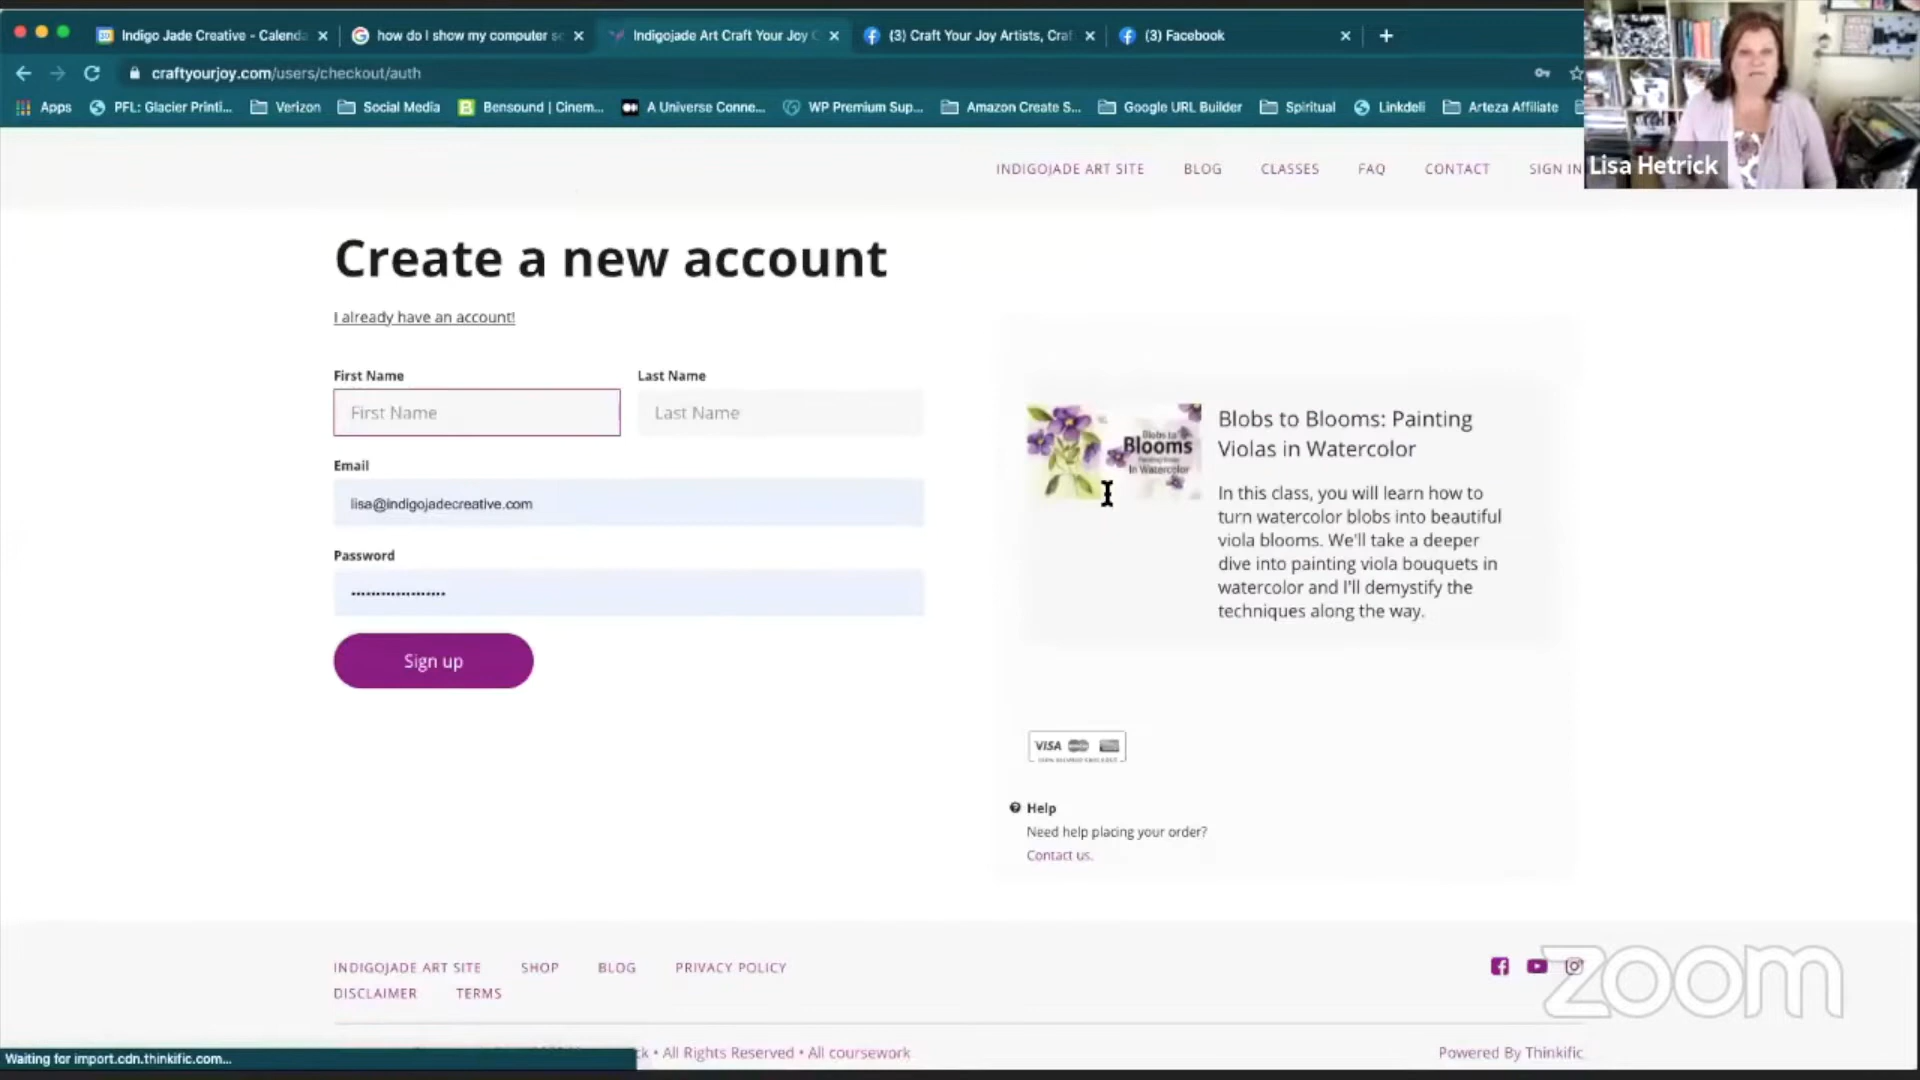 Indigo Jade Creative - Calenda
how do I show my computer s
Indigojade Art Craft Your Joy
(3) Craft Your Joy Artists, Craf
(3) Facebook
craftyourjoy.com/users/checkout/auth
Apps
PFL: Glacier Printi...
Verizon
Social Media
Bensound | Cinem...
A Universe Conne...
WP Premium Sup...
Amazon Create S...
Google URL Builder
Spiritual
Linkdeli
Arteza Affiliate
INDIGOJADE ART SITE
BLOG
CLASSES
FAQ
CONTACT
SIGN IN
Lisa Hetrick
Create a new account
I already have an account!
First Name
Last Name
First Name
Last Name
Email
lisa@indigojadecreative.com
Password
Sign up
Blobs to
Blooms
Painting Violas
In Watercolor
Blobs to Blooms: Painting
Violas in Watercolor
In this class, you will learn how to
turn watercolor blobs into beautiful
viola blooms. We'll take a deeper
dive into painting viola bouquets in
watercolor and I'll demystify the
techniques along the way.
VISA
Help
Need help placing your order?
Contact us.
INDIGOJADE ART SITE
SHOP
BLOG
PRIVACY POLICY
DISCLAIMER
TERMS
zoom
Waiting for import.cdn.thinkific.com...
ck • All Rights Reserved • All coursework
Powered By Thinkific